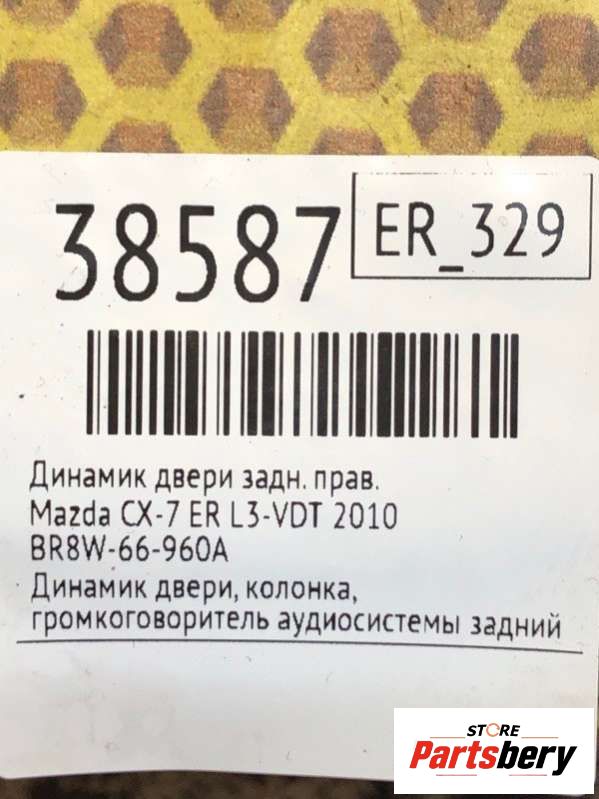 38587
ER_329
Динамик двери задн. прав.
Mazda CX-7 ER L3-VDT 2010
BR8W-66-960A
Динамик двери, колонка,
громкоговоритель аудиосистемы задний
STORE
Partsbery